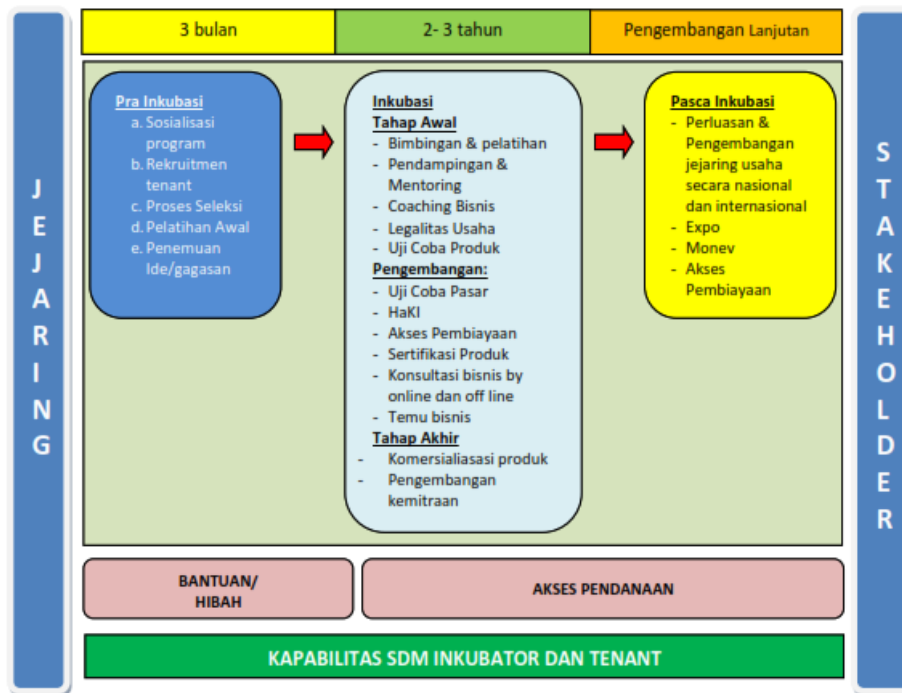 3 bulan
2- 3 tahun
Pengembangan Lanjutan
JEJARING
Pra Inkubasi
a. Sosialisasi
program
b. Rekruitmen
tenant
c. Proses Seleksi
d. Pelatihan Awal
e. Penemuan
Ide/gagasan
Inkubasi
Tahap Awal
- Bimbingan & pelatihan
- Pendampingan &
Mentoring
- Coaching Bisnis
- Legalitas Usaha
- Uji Coba Produk
Pengembangan:
- Uji Coba Pasar
- HaKI
- Akses Pembiayaan
- Sertifikasi Produk
- Konsultasi bisnis by
online dan off line
- Temu bisnis
Tahap Akhir
- Komersialiasasi produk
- Pengembangan
kemitraan
Pasca Inkubasi
- Perluasan &
Pengembangan
jejaring usaha
secara nasional
dan internasional
- Expo
- Monev
- Akses
Pembiayaan
STAKEHOLDER
BANTUAN/
HIBAH
AKSES PENDANAAN
KAPABILITAS SDM INKUBATOR DAN TENANT